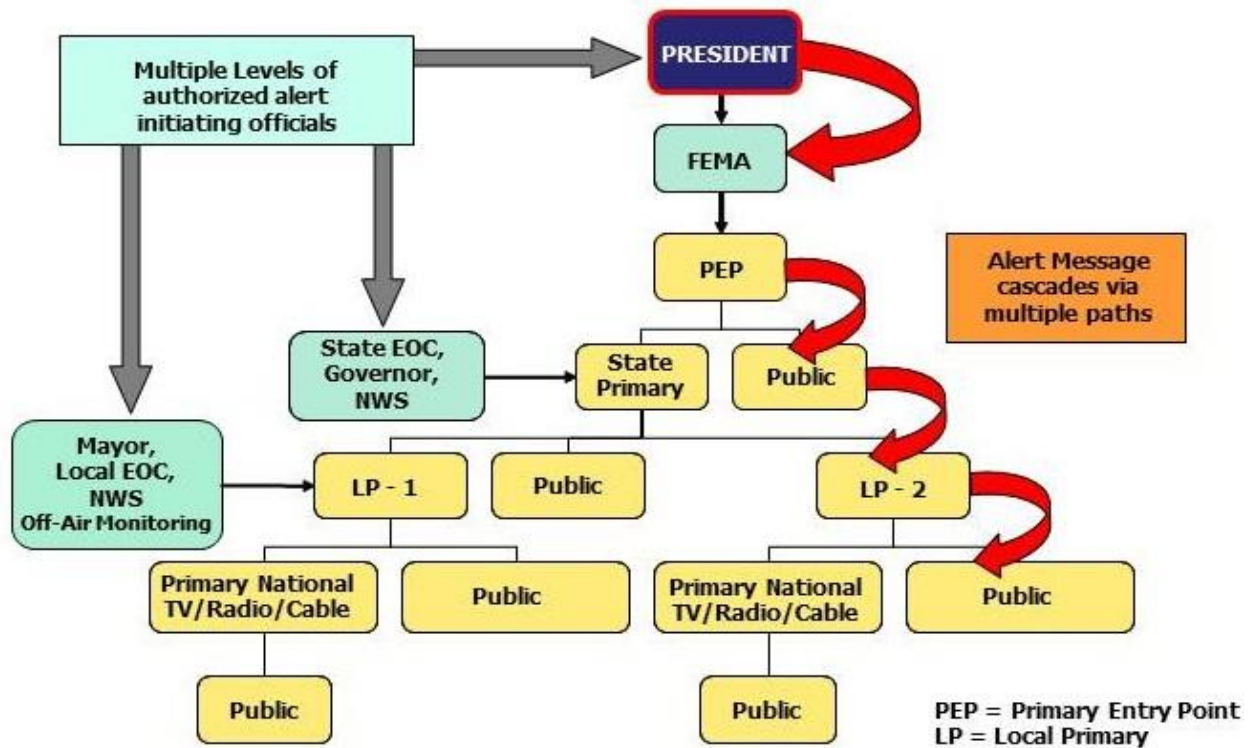 PRESIDENT
Multiple Levels of
authorized alert
initiating officials
FEMA
PEP
Alert Message
cascades via
multiple paths
State EOC,
Governor,
NWS
State
Primary
Public
Mayor,
Local EOC,
NWS
Off-Air Monitoring
LP - 1
Public
LP - 2
Primary National
TV/Radio/Cable
Public
Primary National
TV/Radio/Cable
Public
Public
Public
PEP = Primary Entry Point
LP = Local Primary